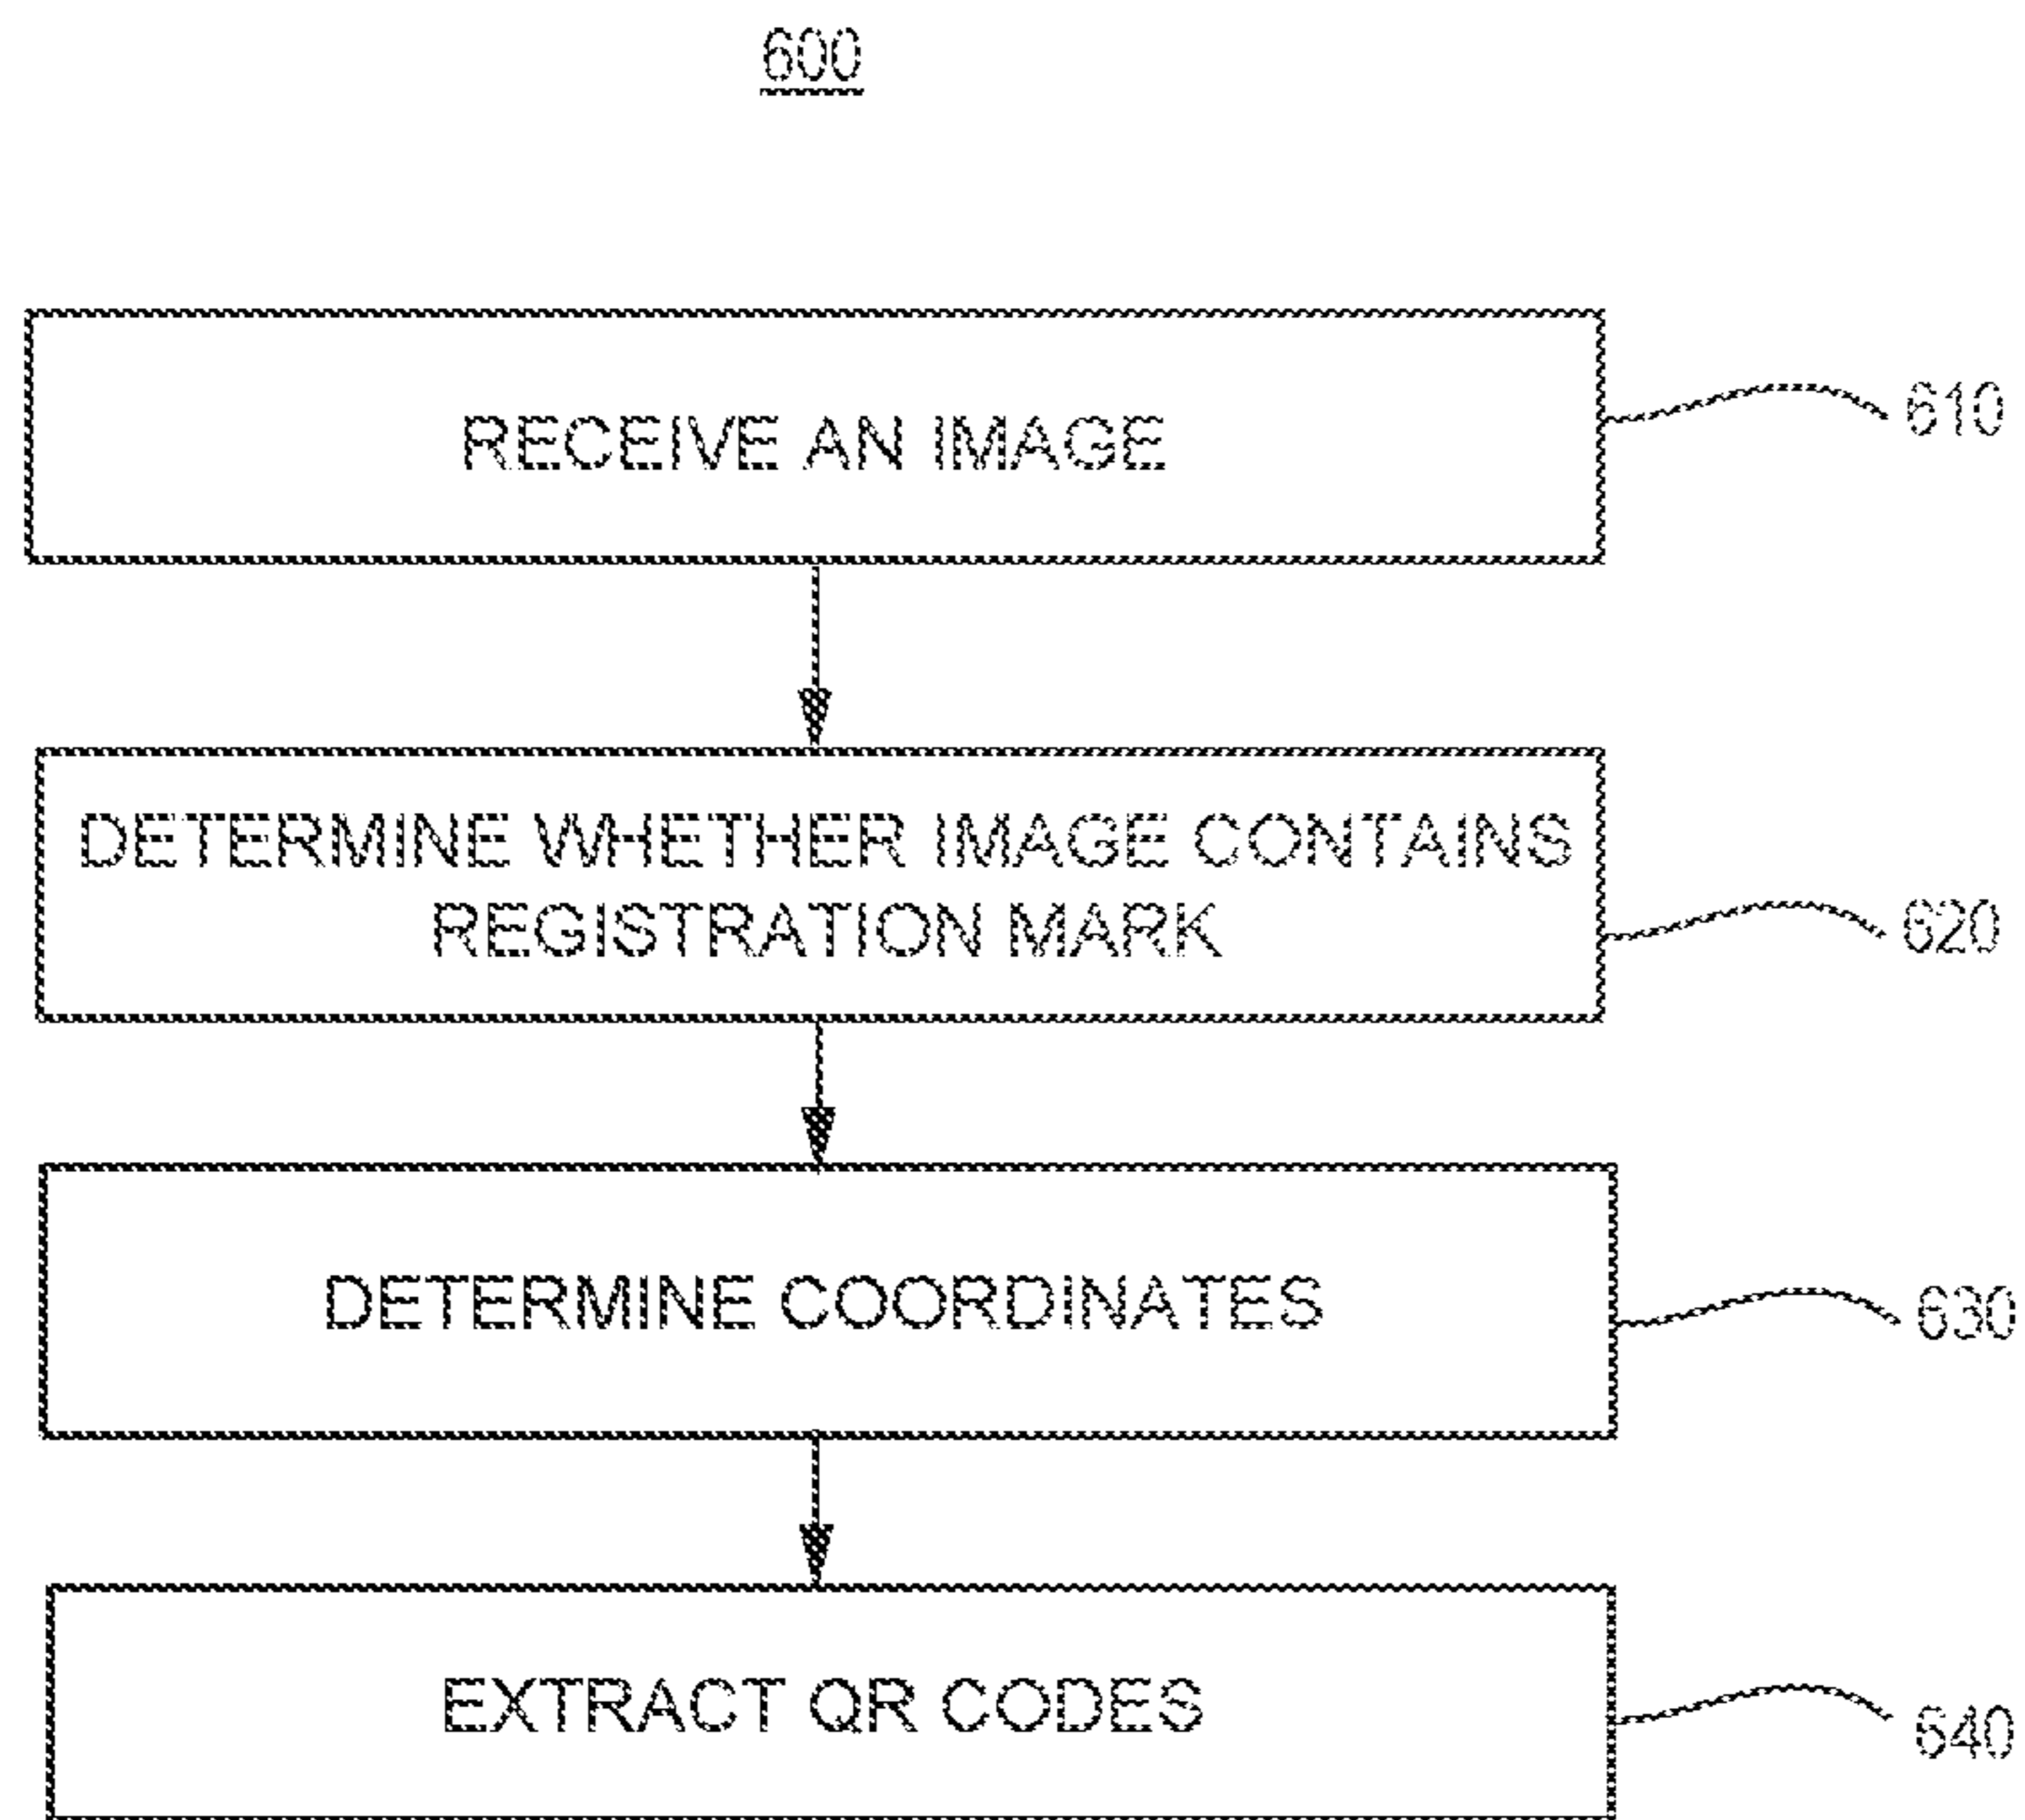 600
RECEIVE AN IMAGE
610
DETERMINE WHETHER IMAGE CONTAINS
REGISTRATION MARK
620
DETERMINE COORDINATES
630
EXTRACT QR CODES
640